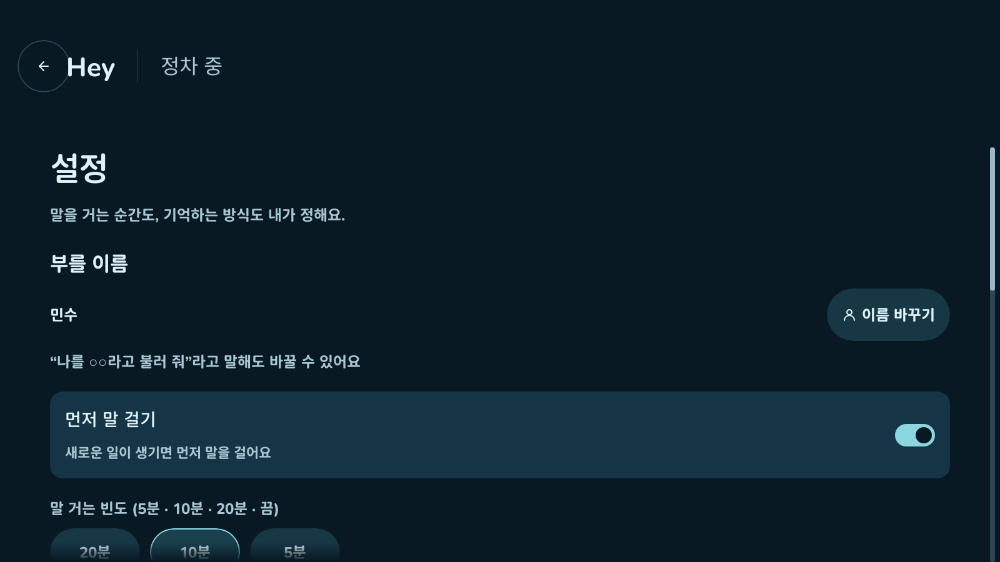 Hey
정차 중
설정
말을 거는 순간도, 기억하는 방식도 내가 정해요.
부를 이름
민수
이름 바꾸기
“나를 ○○라고 불러 줘”라고 말해도 바꿀 수 있어요
먼저 말 걸기
새로운 일이 생기면 먼저 말을 걸어요
말 거는 빈도 (5분 · 10분 · 20분 · 끔)
20분 10분 5분